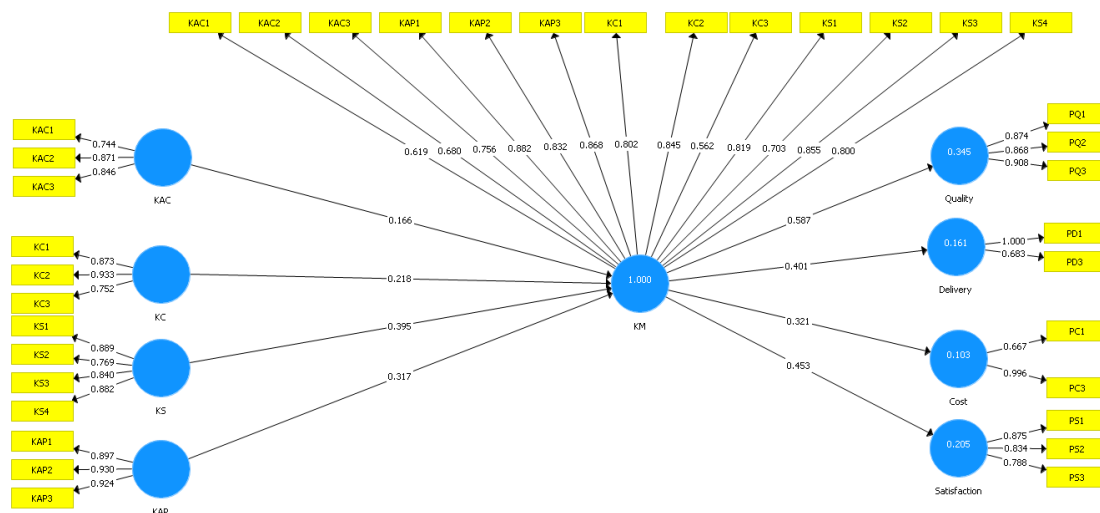 KAC1 KAC2 KAC3 KAP1 KAP2 KAP3 KC1 KC2 KC3 KS1 KS2 KS3 KS4
0.619 0.680 0.756 0.882 0.832 0.868 0.802 0.845 0.562 0.819 0.703 0.855 0.800
KAC1
KAC2
KAC3
0.744
0.871
0.846
KAC
KC1
KC2
KC3
0.873
0.933
0.752
KC
KS1
KS2
KS3
KS4
0.889
0.769
0.840
0.882
KS
KAP1
KAP2
KAP3
0.897
0.930
0.924
KAP
0.166
0.218
0.395
0.317
1.000
KM
0.587
0.401
0.321
0.453
0.345
Quality
0.874
0.868
0.908
PQ1
PQ2
PQ3
0.161
Delivery
1.000
0.683
PD1
PD3
0.103
Cost
0.667
0.996
PC1
PC3
0.205
Satisfaction
0.875
0.834
0.788
PS1
PS2
PS3